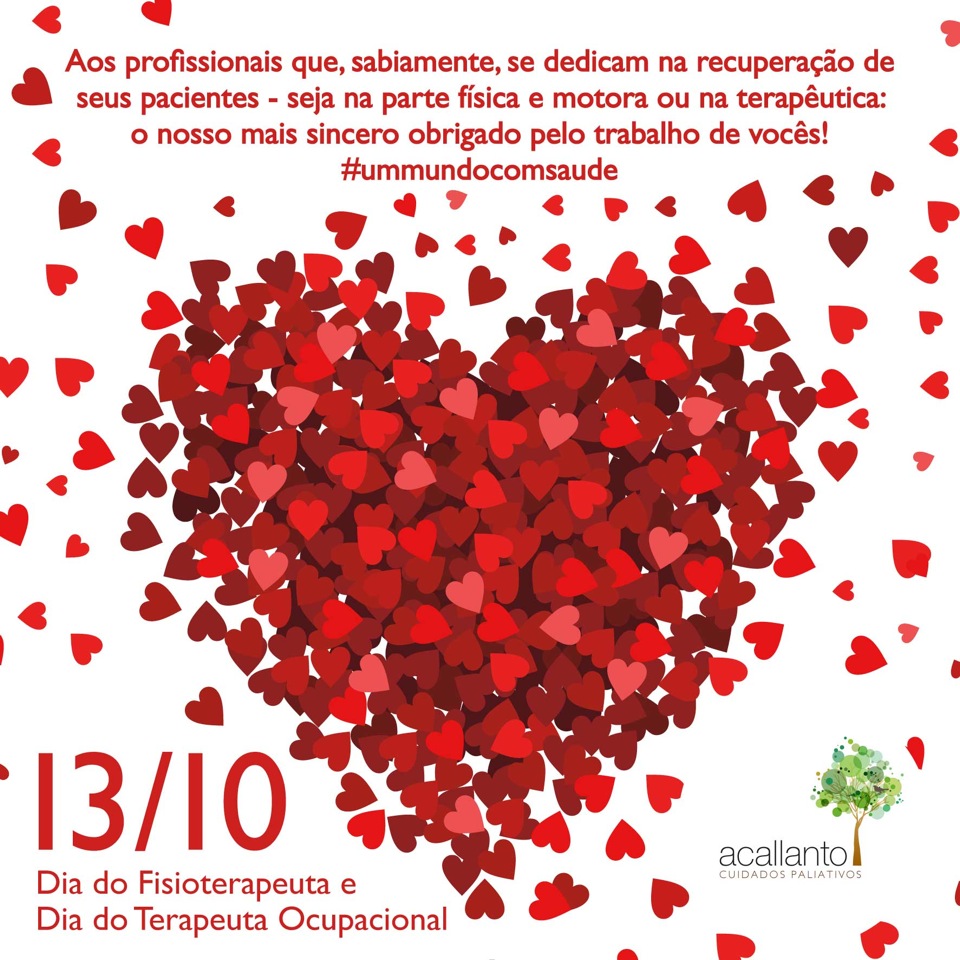 Aos profissionais que, sabiamente, se dedicam na recuperação de
seus pacientes - seja na parte física e motora ou na terapêutica:
o nosso mais sincero obrigado pelo trabalho de vocês!
#ummundocomsaude
13/10
Dia do Fisioterapeuta e
Dia do Terapeuta Ocupacional
acallanto
CUIDADOS PALIATIVOS